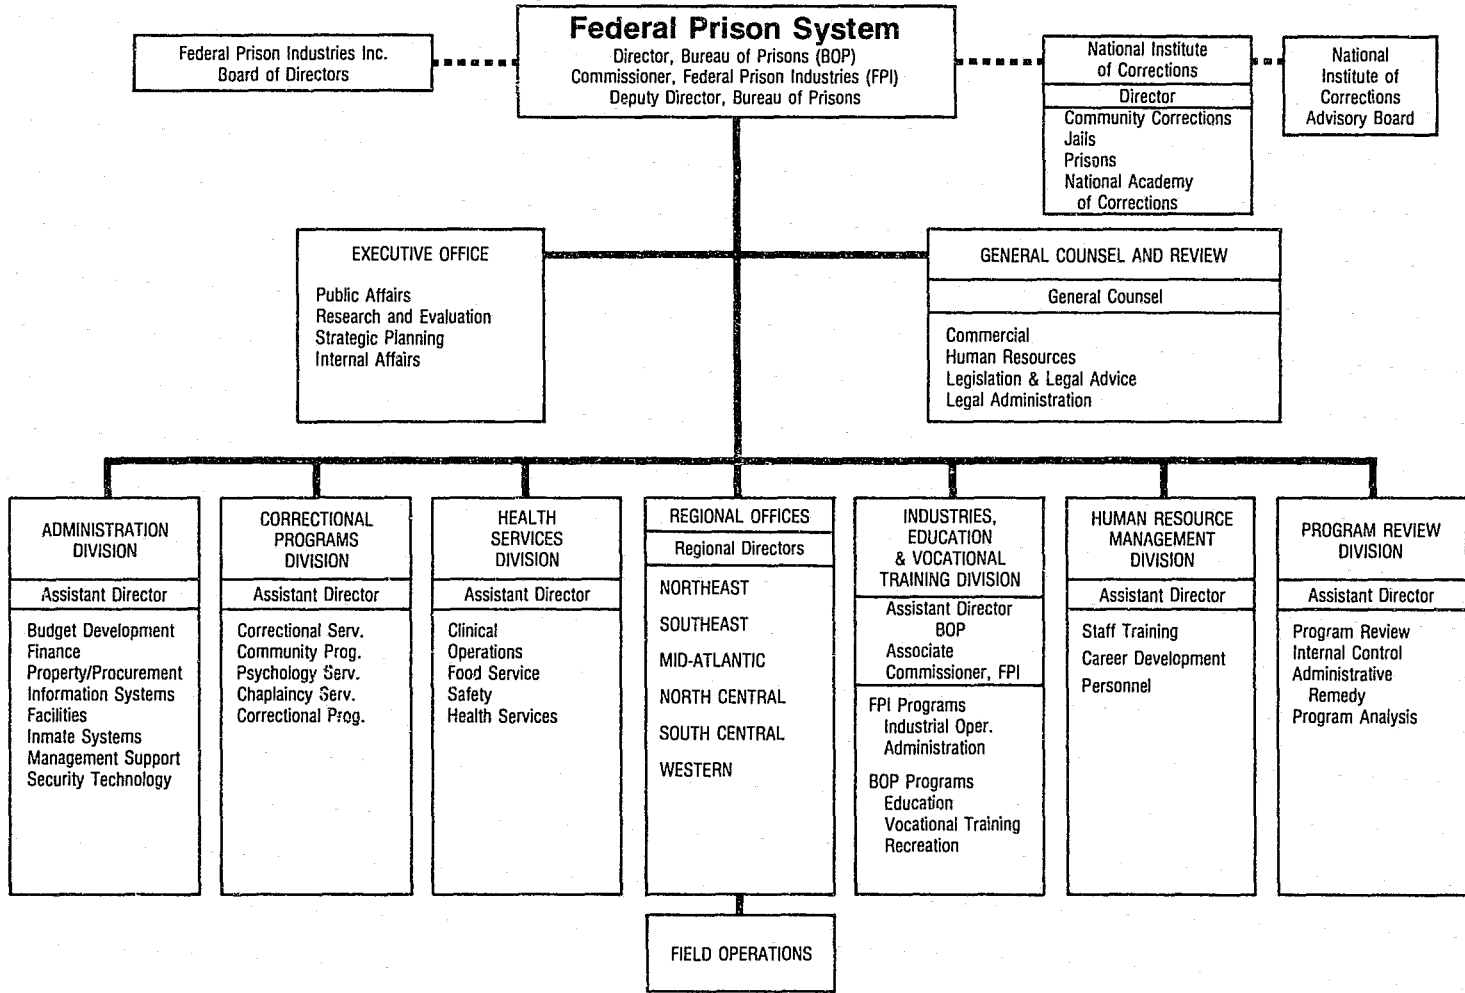 Federal Prison System
Director, Bureau of Prisons (BOP)
Commissioner, Federal Prison Industries (FPI)
Deputy Director, Bureau of Prisons
Federal Prison Industries Inc.
Board of Directors
National Institute
of Corrections
Director
Community Corrections
Jails
Prisons
National Academy
of Corrections
National
Institute of
Corrections
Advisory Board
EXECUTIVE OFFICE
Public Affairs
Research and Evaluation
Strategic Planning
Internal Affairs
GENERAL COUNSEL AND REVIEW
General Counsel
Commercial
Human Resources
Legislation & Legal Advice
Legal Administration
ADMINISTRATION
DIVISION
Assistant Director
Budget Development
Finance
Property/Procurement
Information Systems
Facilities
Inmate Systems
Management Support
Security Technology
CORRECTIONAL
PROGRAMS
DIVISION
Assistant Director
Correctional Serv.
Community Prog.
Psychology Serv.
Chaplaincy Serv.
Correctional Prog.
HEALTH
SERVICES
DIVISION
Assistant Director
Clinical
Operations
Food Service
Safety
Health Services
REGIONAL OFFICES
Regional Directors
NORTHEAST
SOUTHEAST
MID-ATLANTIC
NORTH CENTRAL
SOUTH CENTRAL
WESTERN
INDUSTRIES,
EDUCATION
& VOCATIONAL
TRAINING DIVISION
Assistant Director
BOP
Associate
Commissioner, FPI
FPI Programs
Industrial Oper.
Administration
BOP Programs
Education
Vocational Training
Recreation
HUMAN RESOURCE
MANAGEMENT
DIVISION
Assistant Director
Staff Training
Career Development
Personnel
PROGRAM REVIEW
DIVISION
Assistant Director
Program Review
Internal Control
Administrative
Remedy
Program Analysis
FIELD OPERATIONS